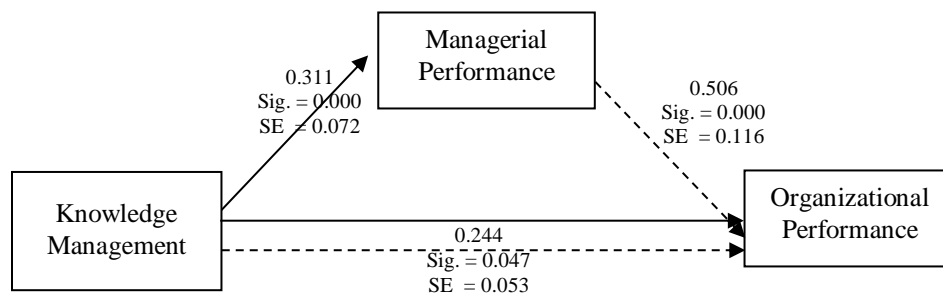 Managerial
Performance
0.311
Sig. = 0.000
SE = 0.072
0.506
Sig. = 0.000
SE = 0.116
Knowledge
Management
0.244
Sig. = 0.047
SE = 0.053
Organizational
Performance